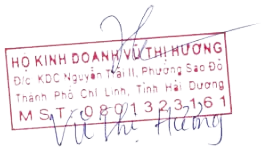 HỘ KINH DOANH VŨ THỊ HƯƠNG
Đ/c: KDC Nguyễn Trãi II, Phường Sao Đỏ
Thành Phố Chí Linh, Tỉnh Hải Dương
M S T: 0801323161
Vũ Thị Hương